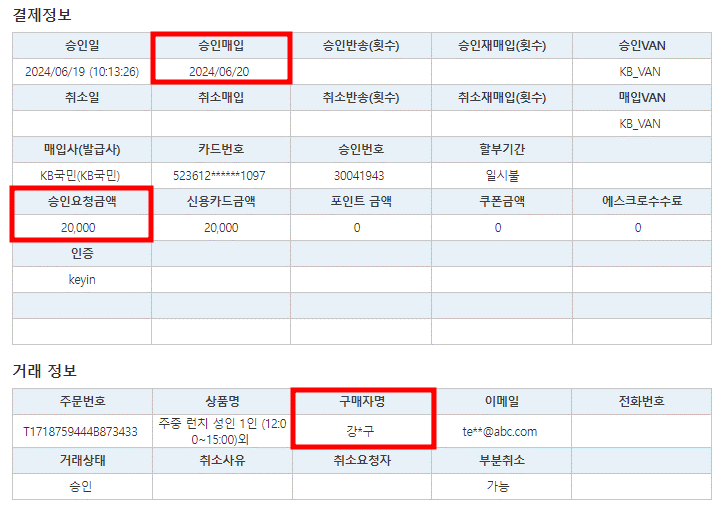 결제정보
승인일 승인매입 승인반송(횟수) 승인재매입(횟수) 승인VAN
2024/06/19 (10:13:26) 2024/06/20 KB_VAN
취소일 취소매입 취소반송(횟수) 취소재매입(횟수) 매입VAN
KB_VAN
매입사(발급사) 카드번호 승인번호 할부기간
KB국민(KB국민) 523612******1097 30041943 일시불
승인요청금액 신용카드금액 포인트 금액 쿠폰금액 에스크로수수료
20,000 20,000 0 0 0
인증
keyin
거래 정보
주문번호 상품명 구매자명 이메일 전화번호
T1718759444B873433 주중 런치 성인 1인 (12:0
0~15:00)외 강*구 te**@abc.com
거래상태 취소사유 취소요청자 부분취소
승인 가능